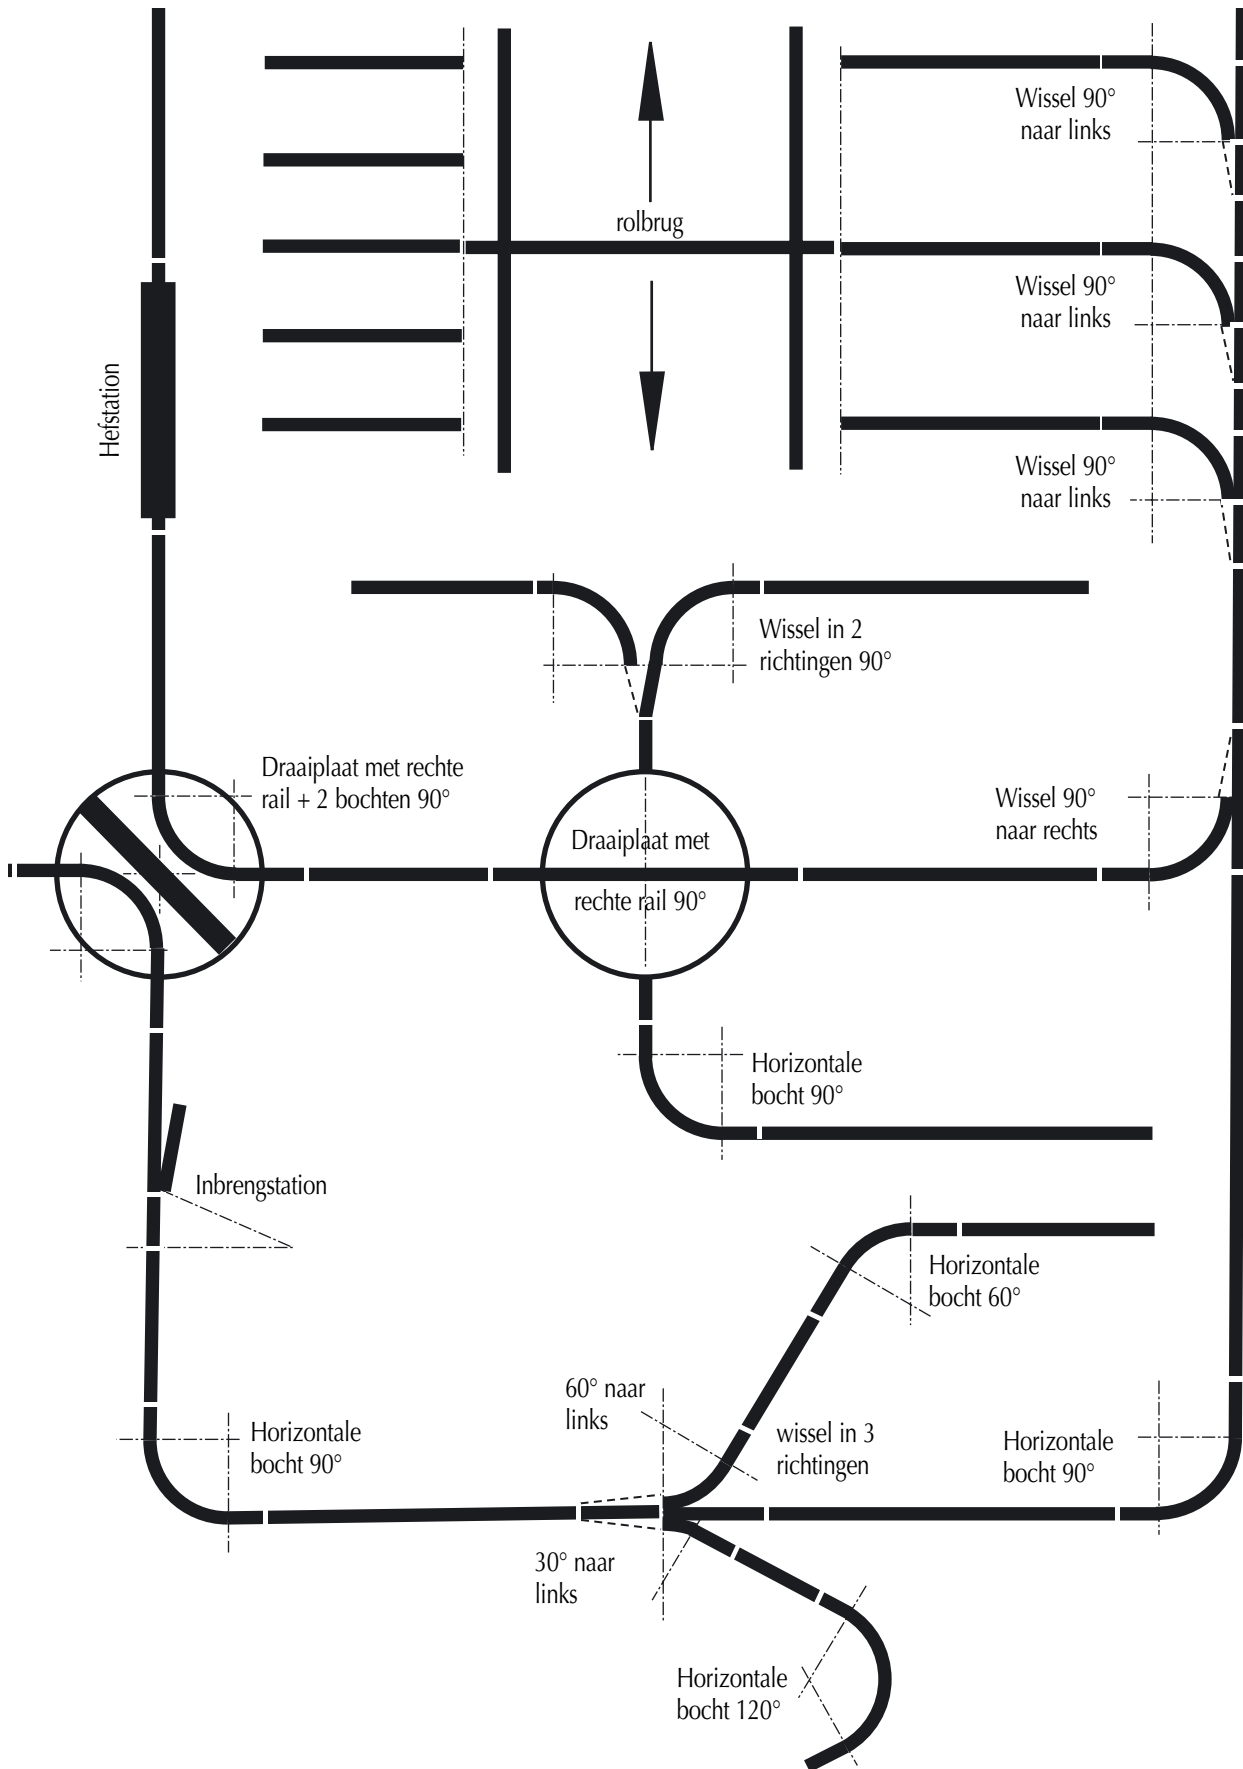 Wissel 90°
naar links
rolbrug
Wissel 90°
naar links
Hefstation
Wissel 90°
naar links
Wissel in 2
richtingen 90°
Draaiplaat met rechte
rail + 2 bochten 90°
Draaiplaat met
rechte rail 90°
Wissel 90°
naar rechts
Horizontale
bocht 90°
Inbrengstation
Horizontale
bocht 60°
60° naar
links
wissel in 3
richtingen
Horizontale
bocht 90°
Horizontale
bocht 90°
30° naar
links
Horizontale
bocht 120°